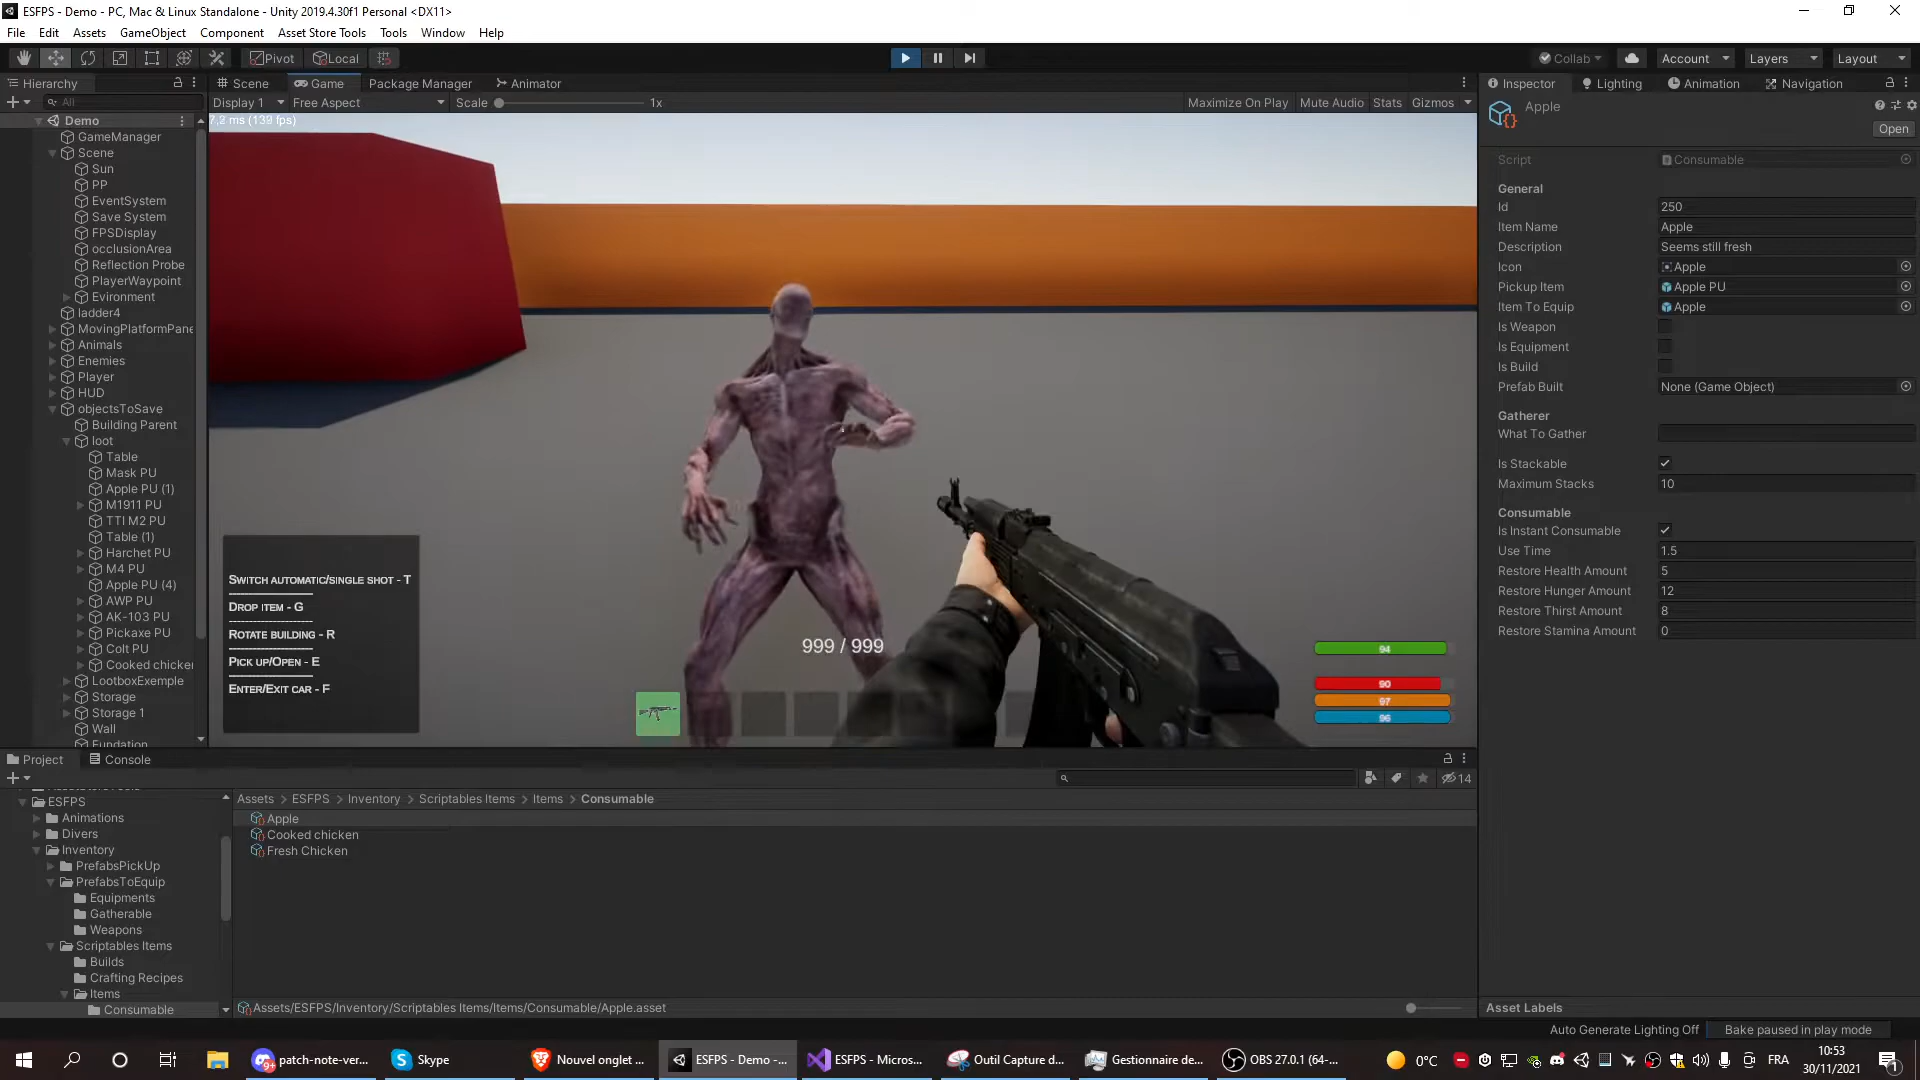 ESFPS - Demo - PC, Mac & Linux Standalone - Unity 2019.4.30f1 Personal <DX11>
File Edit Assets GameObject Component Asset Store Tools Tools Window Help
Pivot Local Collab Account Layers Layout
Hierarchy
All
Demo
GameManager
Scene
Sun
PP
EventSystem
Save System
FPSDisplay
occlusionArea
Reflection Probe
PlayerWaypoint
Evironment
ladder4
MovingPlatformPane
Animals
Enemies
Player
HUD
objectsToSave
Building Parent
loot
Table
Mask PU
Apple PU (1)
M1911 PU
TTI M2 PU
Table (1)
Harchet PU
M4 PU
Apple PU (4)
AWP PU
AK-103 PU
Pickaxe PU
Colt PU
Cooked chicken
LootboxExemple
Storage
Storage 1
Wall
Fundation
Scene Game Package Manager Animator
Display 1 Free Aspect Scale 1x Maximize On Play Mute Audio Stats Gizmos
7,2 ms (139 fps)
SWITCH AUTOMATIC/SINGLE SHOT - T
--------------------
DROP ITEM - G
--------------------
ROTATE BUILDING - R
--------------------
PICK UP/OPEN - E
--------------------
ENTER/EXIT CAR - F
999 / 999
94
90
97
96
Inspector Lighting Animation Navigation
Apple
Open
Script Consumable
General
Id 250
Item Name Apple
Description Seems still fresh
Icon Apple
Pickup Item Apple PU
Item To Equip Apple
Is Weapon
Is Equipment
Is Build
Prefab Built None (Game Object)
Gatherer
What To Gather
Is Stackable
Maximum Stacks 10
Consumable
Is Instant Consumable
Use Time 1.5
Restore Health Amount 5
Restore Hunger Amount 12
Restore Thirst Amount 8
Restore Stamina Amount 0
Asset Labels
Project Console
14
ESFPS
Animations
Divers
Inventory
PrefabsPickUp
PrefabsToEquip
Equipments
Gatherable
Weapons
Scriptables Items
Builds
Crafting Recipes
Items
Consumable
Assets > ESFPS > Inventory > Scriptables Items > Items > Consumable
Apple
Cooked chicken
Fresh Chicken
Assets/ESFPS/Inventory/Scriptables Items/Items/Consumable/Apple.asset
Auto Generate Lighting Off Bake paused in play mode
9+ patch-note-ver... Skype Nouvel onglet ... ESFPS - Demo -... ESFPS - Micros... Outil Capture d... Gestionnaire de... OBS 27.0.1 (64-... 0°C FRA
10:53
30/11/2021
1